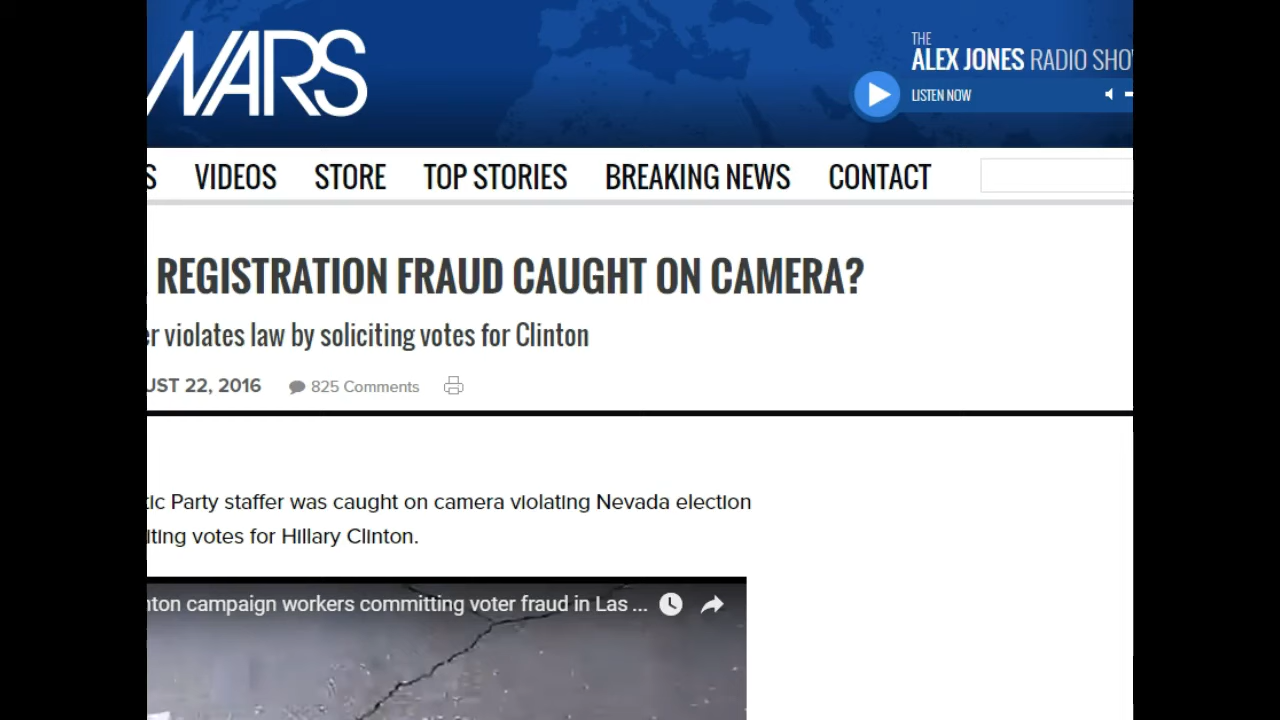 WARS
THE
ALEX JONES RADIO SHO
LISTEN NOW
S VIDEOS STORE TOP STORIES BREAKING NEWS CONTACT
REGISTRATION FRAUD CAUGHT ON CAMERA?
er violates law by soliciting votes for Clinton
UST 22, 2016 825 Comments
tic Party staffer was caught on camera violating Nevada election
iting votes for Hillary Clinton.
nton campaign workers committing voter fraud in Las ...